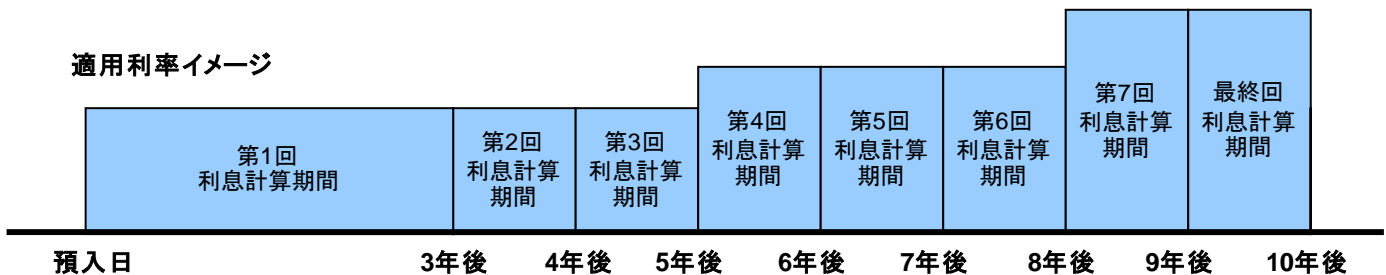 適用利率イメージ
第1回
利息計算期間
第2回
利息計算
期間
第3回
利息計算
期間
第4回
利息計算
期間
第5回
利息計算
期間
第6回
利息計算
期間
第7回
利息計算
期間
最終回
利息計算
期間
預入日 3年後 4年後 5年後 6年後 7年後 8年後 9年後 10年後